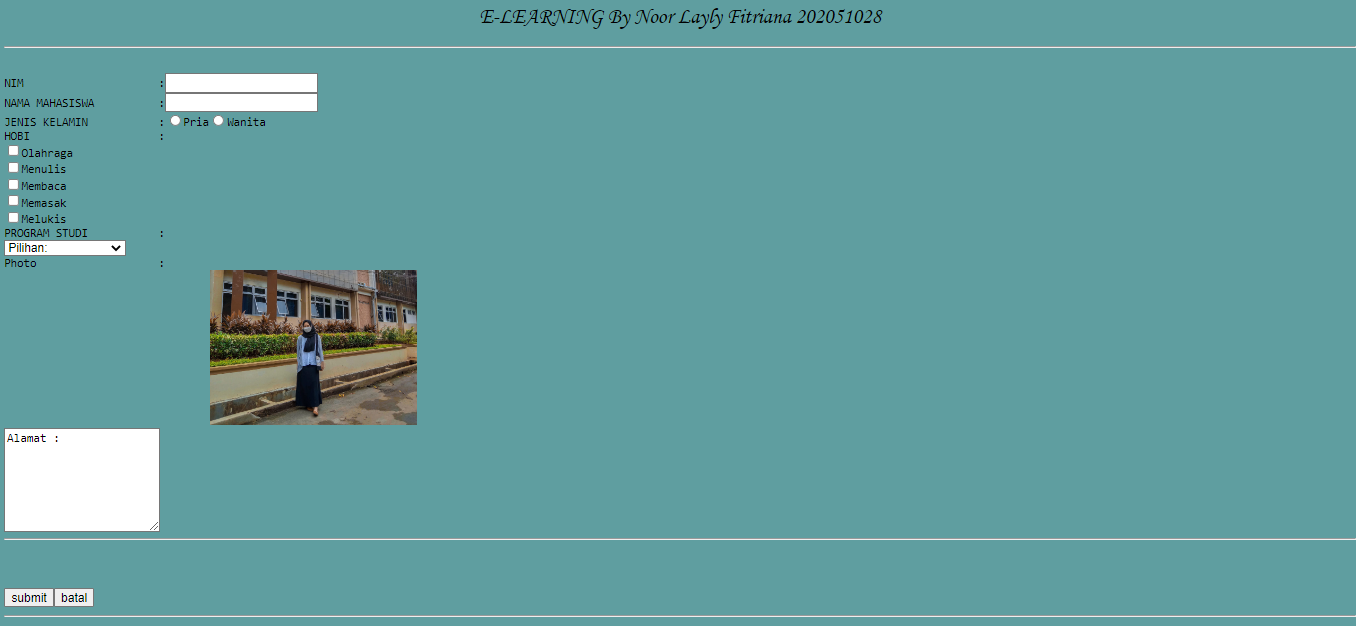 E-LEARNING By Noor Layly Fitriana 202051028
NIM :
NAMA MAHASISWA :
JENIS KELAMIN : Pria Wanita
HOBI :
Olahraga
Menulis
Membaca
Memasak
Melukis
PROGRAM STUDI :
Pilihan:
Photo :
Alamat :
submit batal